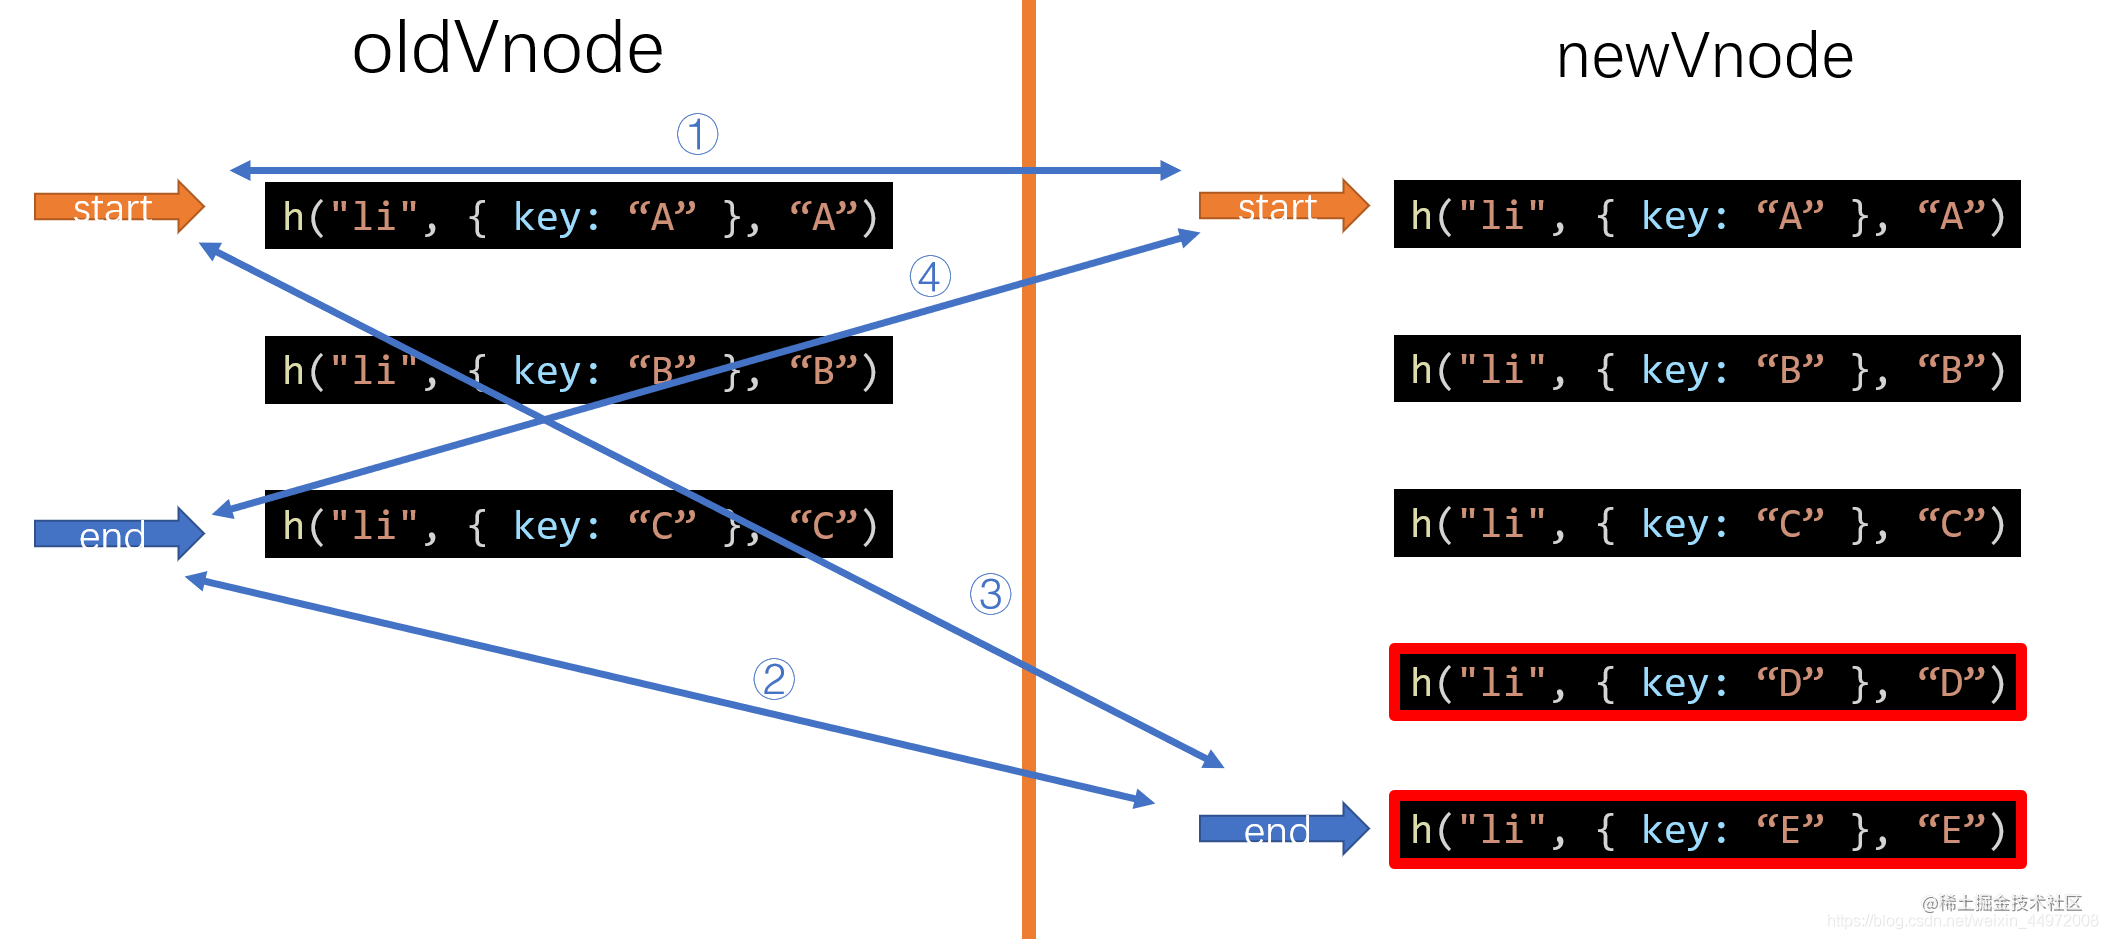 oldVnode
newVnode
①
start
h("li", { key: “A” }, “A”)
start
h("li", { key: “A” }, “A”)
④
h("li", { key: “B” }, “B”)
h("li", { key: “B” }, “B”)
end
h("li", { key: “C” }, “C”)
h("li", { key: “C” }, “C”)
③
②
h("li", { key: “D” }, “D”)
end
h("li", { key: “E” }, “E”)
@稀土掘金技术社区
https://blog.csdn.net/weixin_44972008